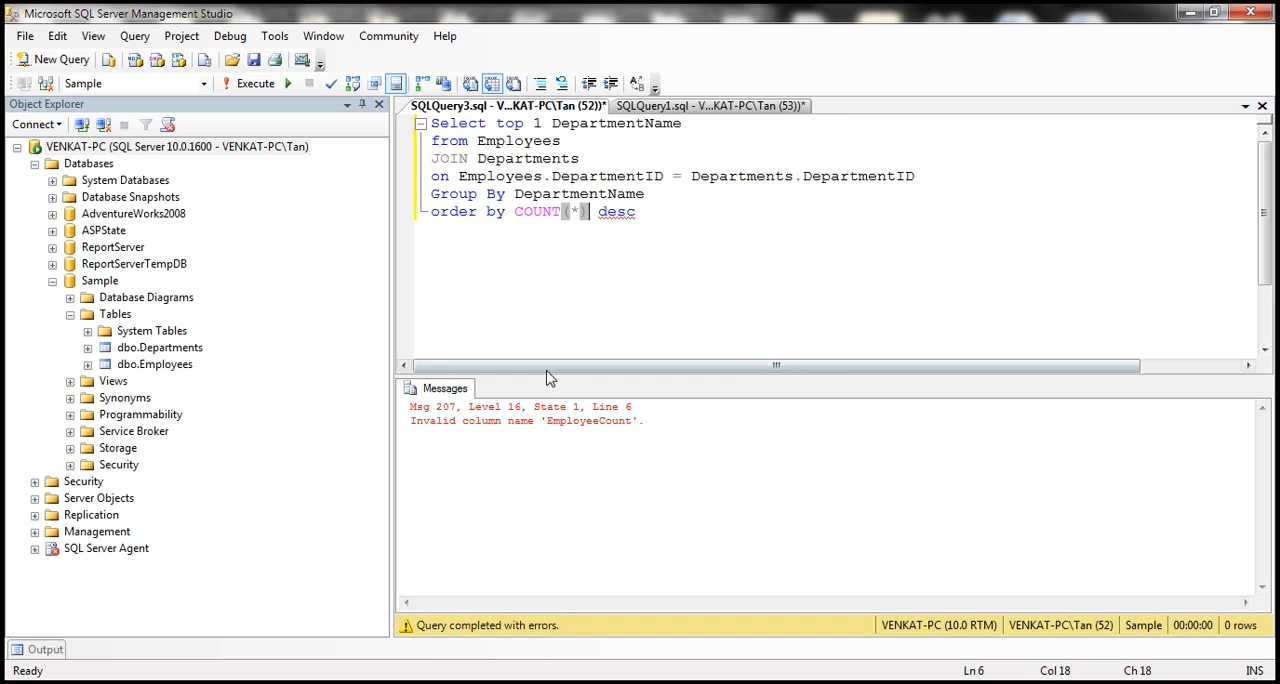 Microsoft SQL Server Management Studio
File Edit View Query Project Debug Tools Window Community Help
New Query
Sample Execute
Object Explorer
SQLQuery3.sql - V...KAT-PC\Tan (52))* SQLQuery1.sql - V...KAT-PC\Tan (53))*
Connect
VENKAT-PC (SQL Server 10.0.1600 - VENKAT-PC\Tan)
Databases
System Databases
Database Snapshots
AdventureWorks2008
ASPState
ReportServer
ReportServerTempDB
Sample
Database Diagrams
Tables
System Tables
dbo.Departments
dbo.Employees
Views
Synonyms
Programmability
Service Broker
Storage
Security
Security
Server Objects
Replication
Management
SQL Server Agent
Select top 1 DepartmentName
from Employees
JOIN Departments
on Employees.DepartmentID = Departments.DepartmentID
Group By DepartmentName
order by COUNT(*) desc
Messages
Msg 207, Level 16, State 1, Line 6
Invalid column name 'EmployeeCount'.
Query completed with errors. VENKAT-PC (10.0 RTM) VENKAT-PC\Tan (52) Sample 00:00:00 0 rows
Output
Ready Ln 6 Col 18 Ch 18 INS